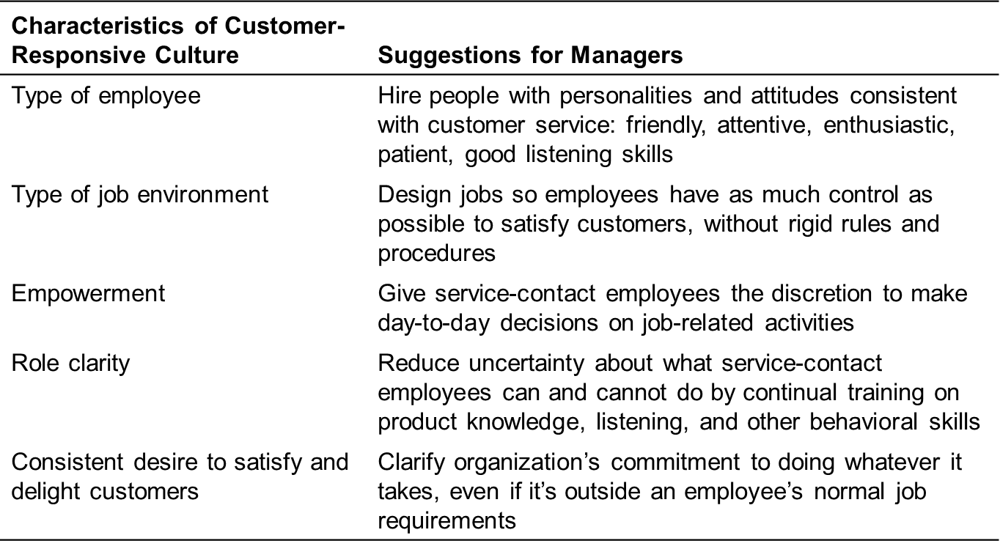 Characteristics of Customer-
Responsive Culture
Suggestions for Managers
Type of employee
Hire people with personalities and attitudes consistent
with customer service: friendly, attentive, enthusiastic,
patient, good listening skills
Type of job environment
Design jobs so employees have as much control as
possible to satisfy customers, without rigid rules and
procedures
Empowerment
Give service-contact employees the discretion to make
day-to-day decisions on job-related activities
Role clarity
Reduce uncertainty about what service-contact
employees can and cannot do by continual training on
product knowledge, listening, and other behavioral skills
Consistent desire to satisfy and
delight customers
Clarify organization’s commitment to doing whatever it
takes, even if it’s outside an employee’s normal job
requirements